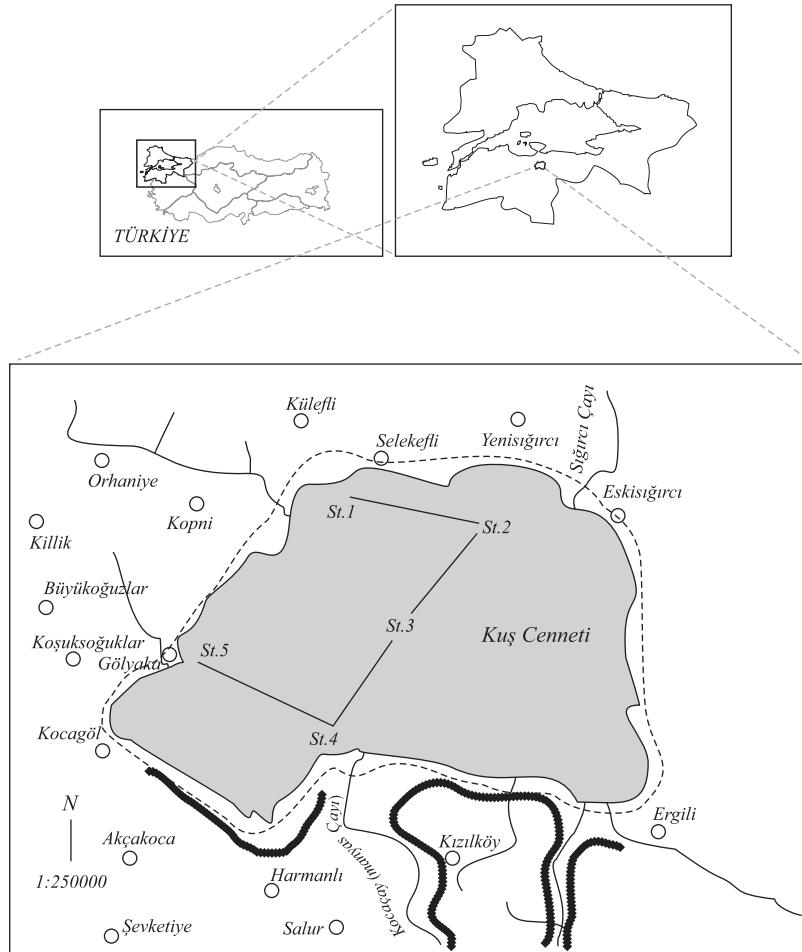 TÜRKİYE
Külefli
Selekefli
Yenisığırcı
Sığırcı Çayı
Orhaniye
Eskisığırcı
Kopni
St.1
St.2
Killik
Büyükoğuzlar
St.3
Kuş Cenneti
Koşuksoğuklar
Gölyaka
St.5
Kocagöl
St.4
N
Akçakoca
Kocaçay (manyas Çayı)
Kızılköy
Ergili
1:250000
Harmanlı
Şevketiye
Salur